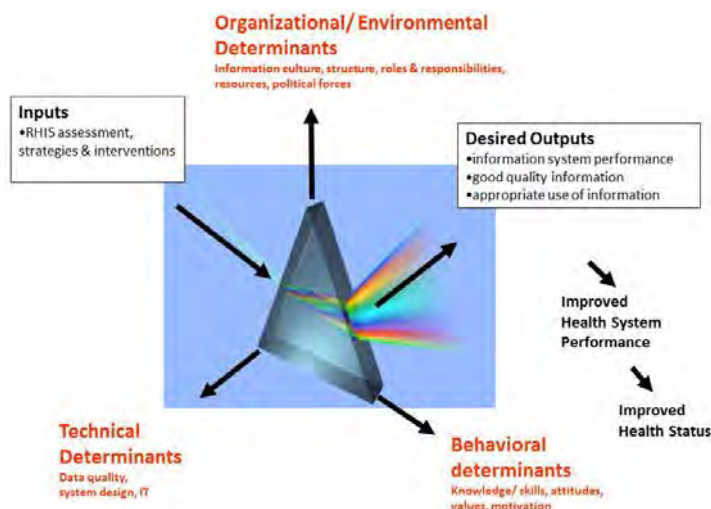 Organizational/ Environmental
Determinants
Information culture, structure, roles & responsibilities,
resources, political forces
Inputs
•RHIS assessment,
strategies & interventions
Desired Outputs
•information system performance
•good quality information
•appropriate use of information
Improved
Health System
Performance
Improved
Health Status
Technical
Determinants
Data quality,
system design, IT
Behavioral
determinants
Knowledge/ skills, attitudes,
values, motivation